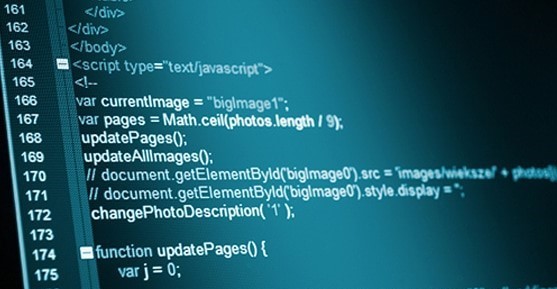 161 </div>
162 </div>
163 </body>
164 <script type="text/javascript">
165 <!--
166 var currentImage = "bigImage1";
167 var pages = Math.ceil(photos.length / 9);
168 updatePages();
169 updateAllImages();
170 // document.getElementById('bigImage0').src = 'images/wieksze/' +
171 // document.getElementById('bigImage0').style.display = '';
172 changePhotoDescription( '1' );
173
174 function updatePages() {
175 var j = 0;